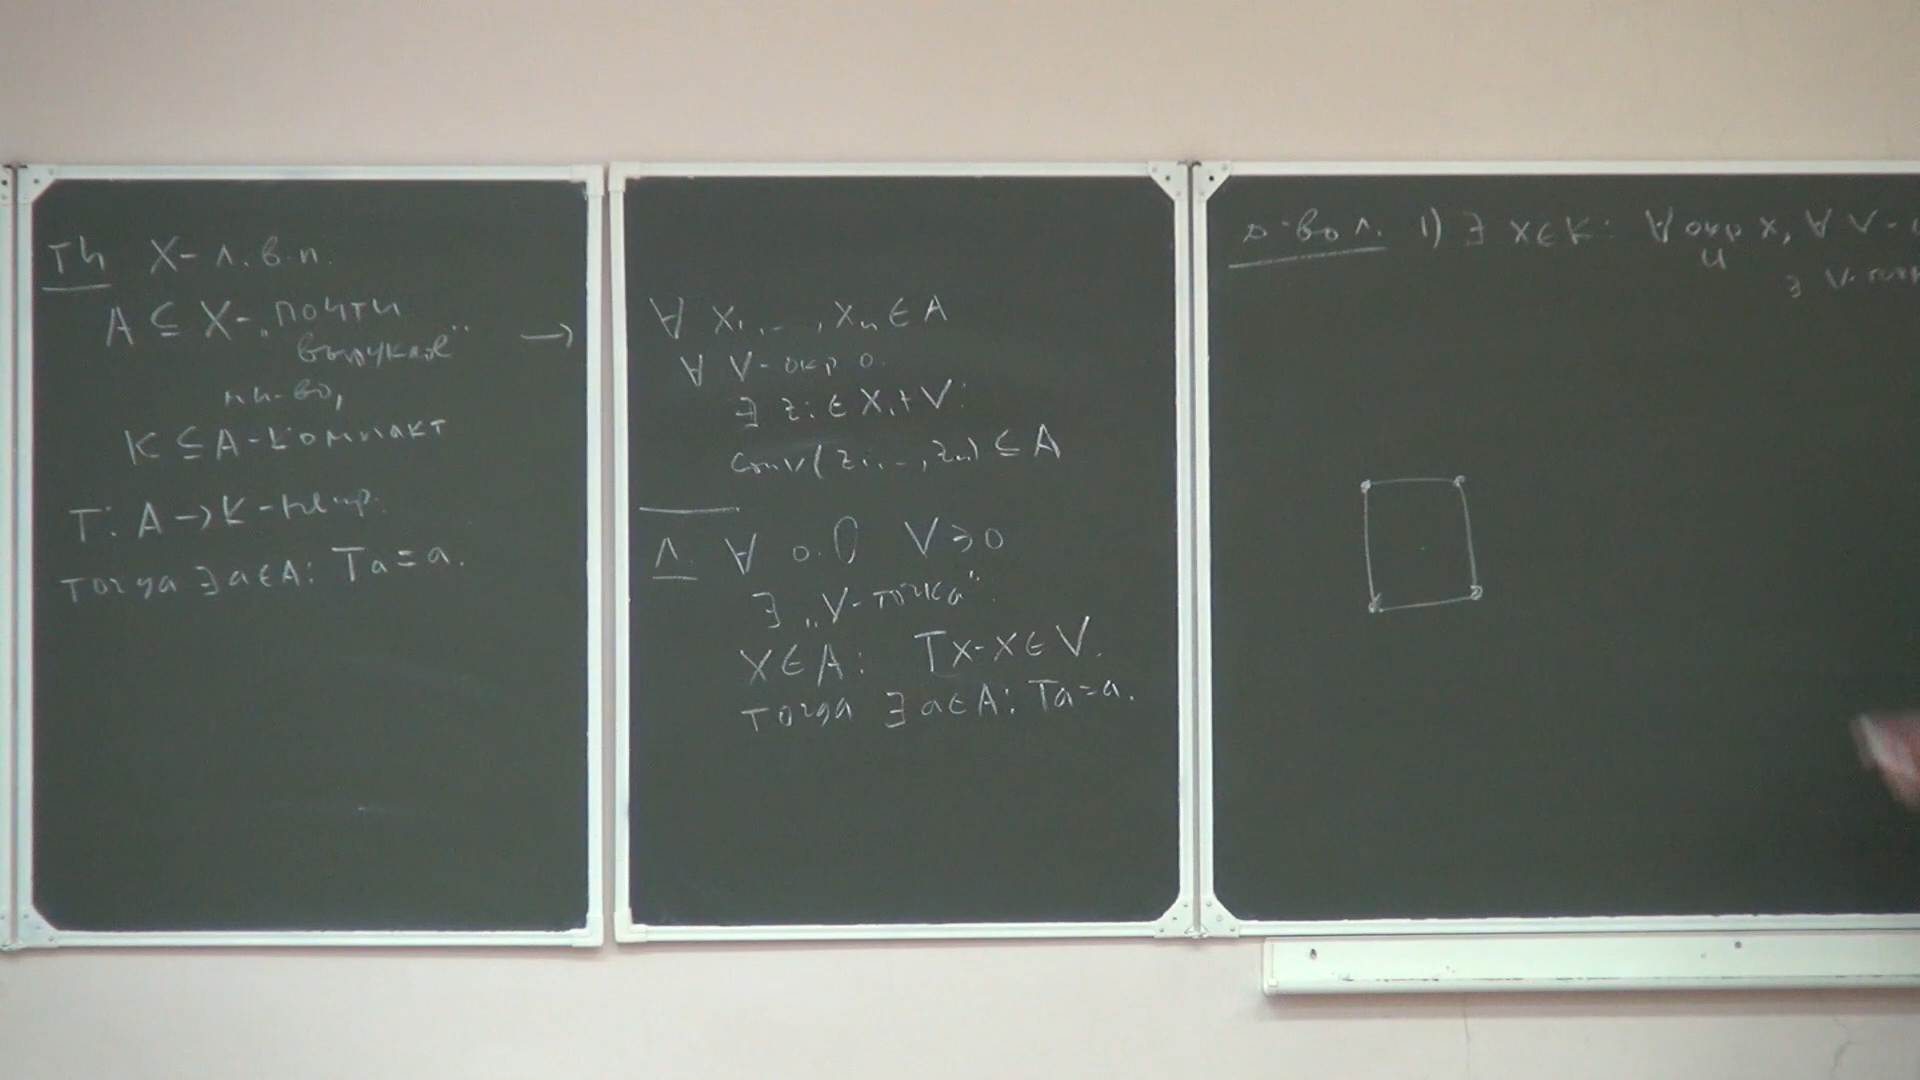 Th X - л.в.п.
A ⊆ X - „почти
выпуклое“
мн-во,
K ⊆ A - компакт
T: A → K - непр.
Тогда ∃ a ∈ A: Ta = a.
→
∀ x₁, .., xₙ ∈ A
∀ V - окр 0
∃ zᵢ ∈ xᵢ + V:
conv(z₁, .., zₙ) ⊆ A
Л. ∀ o.0 V ∋ 0
∃ „V-точка“:
x ∈ A: Tx - x ∈ V.
Тогда ∃ a ∈ A: Ta = a.
Д-во л. 1) ∃ x ∈ K: ∀ окр x, ∀ V -
U
∃ V-точк